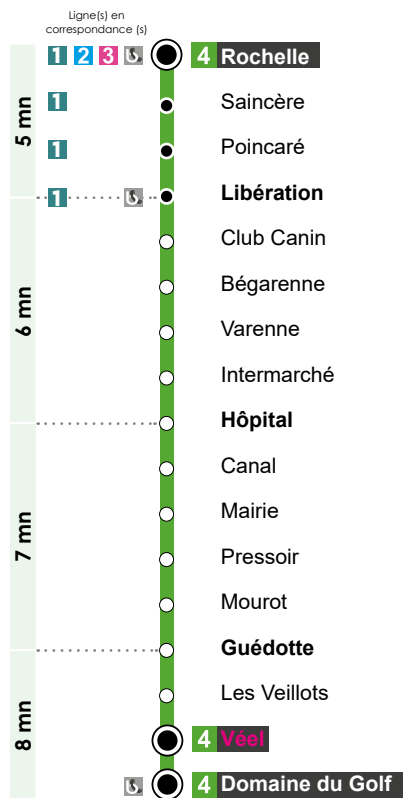 Ligne(s) en
correspondance (s)
1 2 3 4 Rochelle
1 Saincère
5 mn
1 Poincaré
1 Libération
Club Canin
Bégarenne
6 mn
Varenne
Intermarché
Hôpital
Canal
Mairie
7 mn
Pressoir
Mourot
Guédotte
Les Veillots
8 mn
4 Véel
4 Domaine du Golf